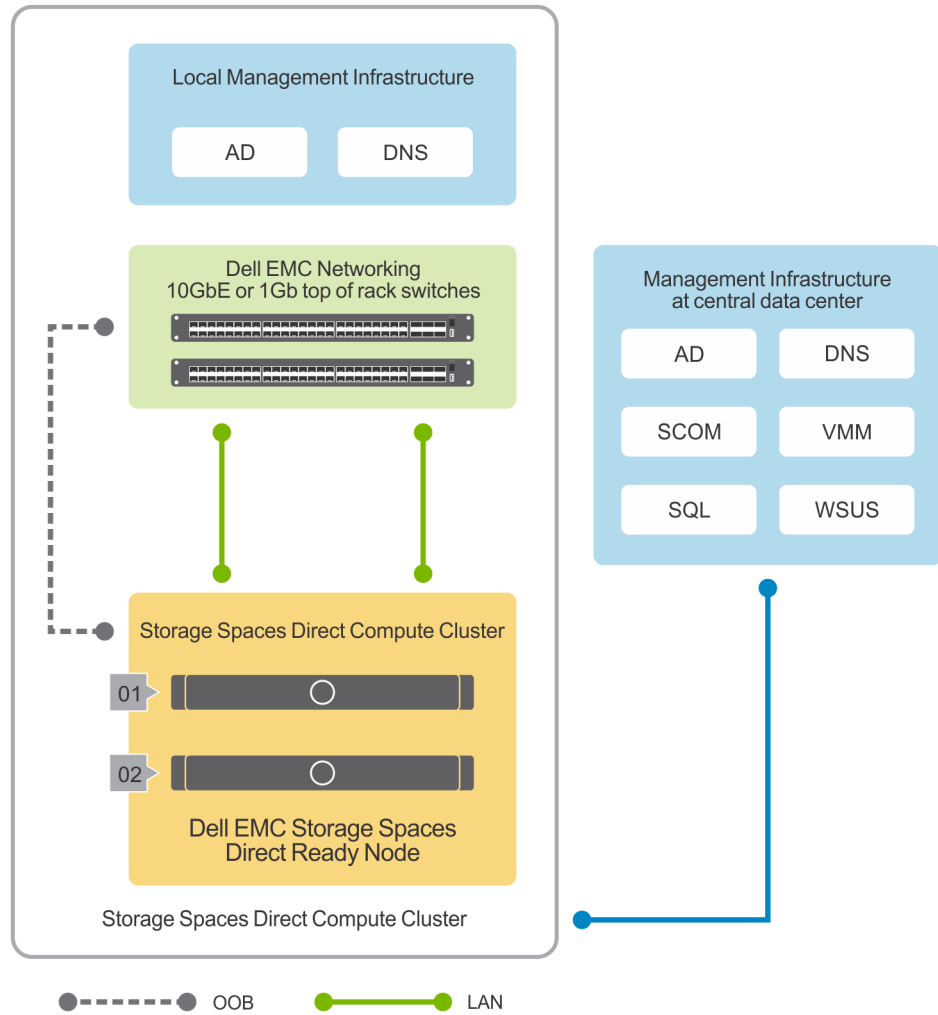 Local Management Infrastructure
AD
DNS
Dell EMC Networking
10GbE or 1Gb top of rack switches
Management Infrastructure
at central data center
AD
DNS
SCOM
VMM
SQL
WSUS
Storage Spaces Direct Compute Cluster
01
02
Dell EMC Storage Spaces
Direct Ready Node
Storage Spaces Direct Compute Cluster
OOB
LAN